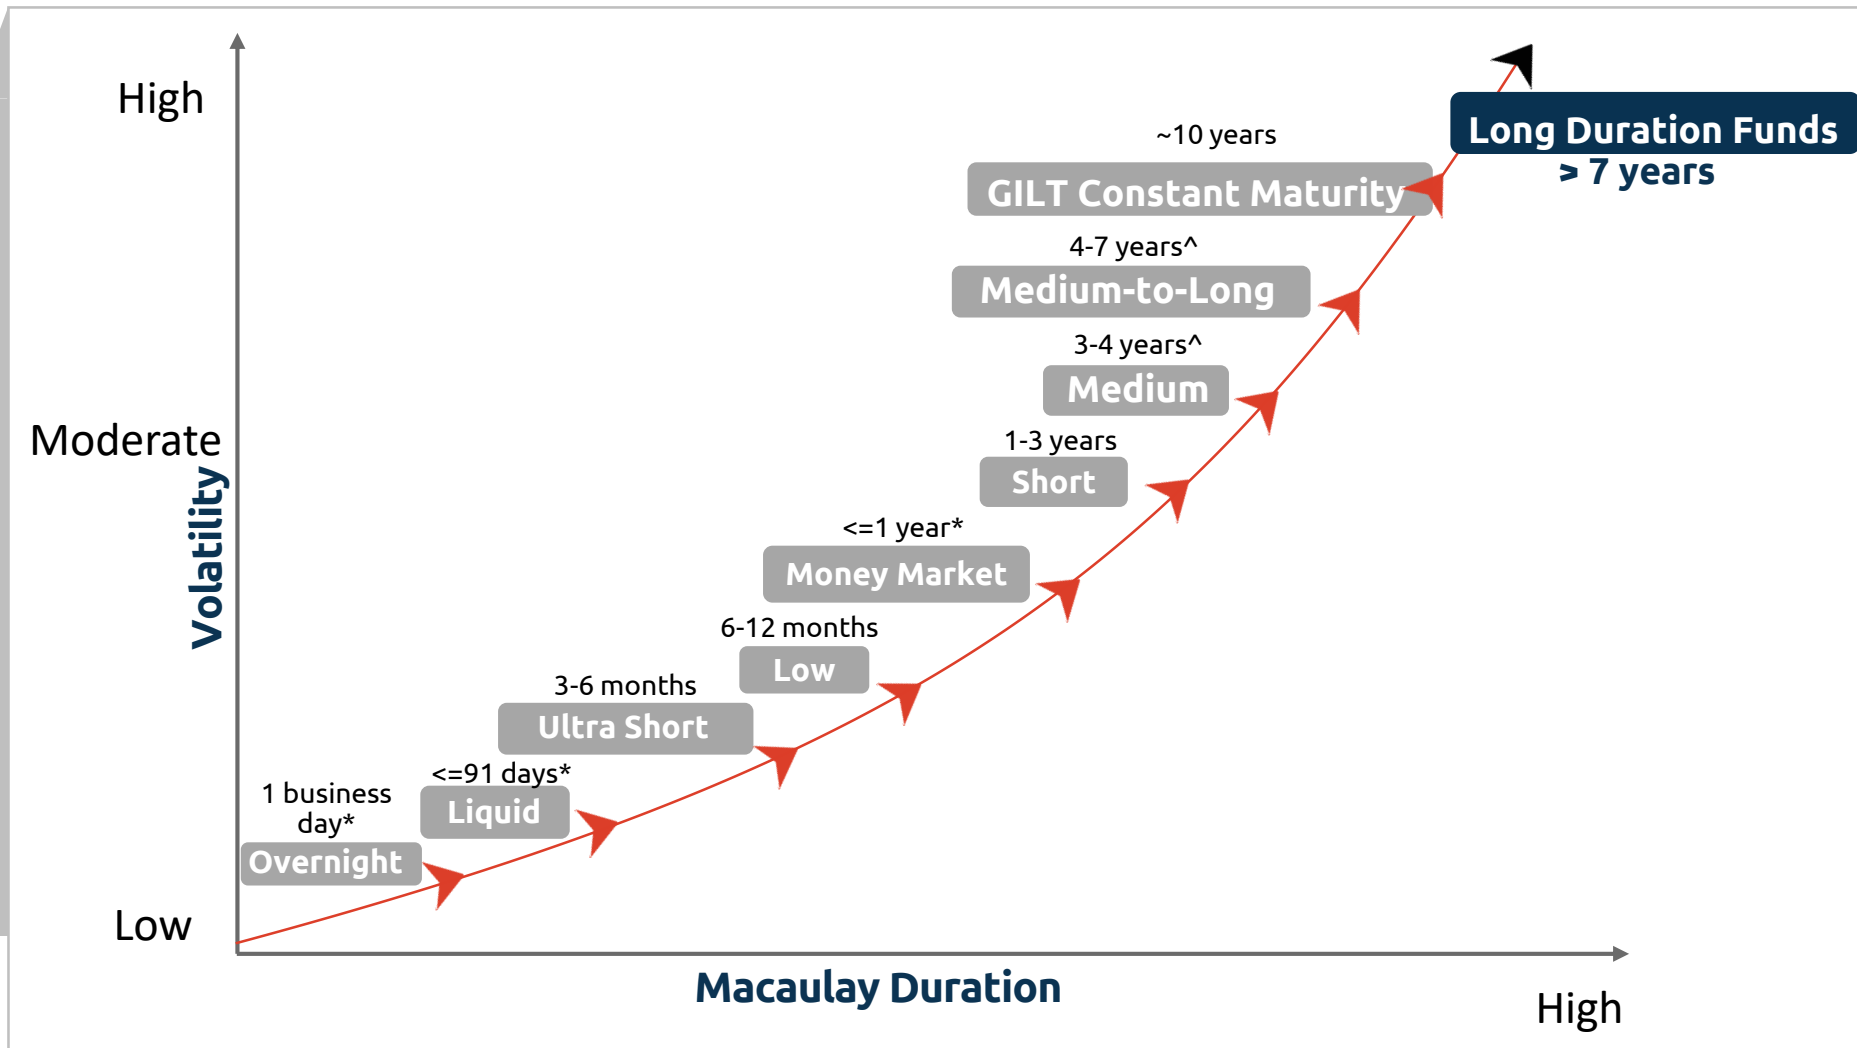 High
Long Duration Funds
> 7 years
~10 years
GILT Constant Maturity
4-7 years^
Medium-to-Long
3-4 years^
Medium
Moderate
1-3 years
Short
Volatility
<=1 year*
Money Market
6-12 months
Low
3-6 months
Ultra Short
<=91 days*
Liquid
1 business
day*
Overnight
Low
Macaulay Duration
High